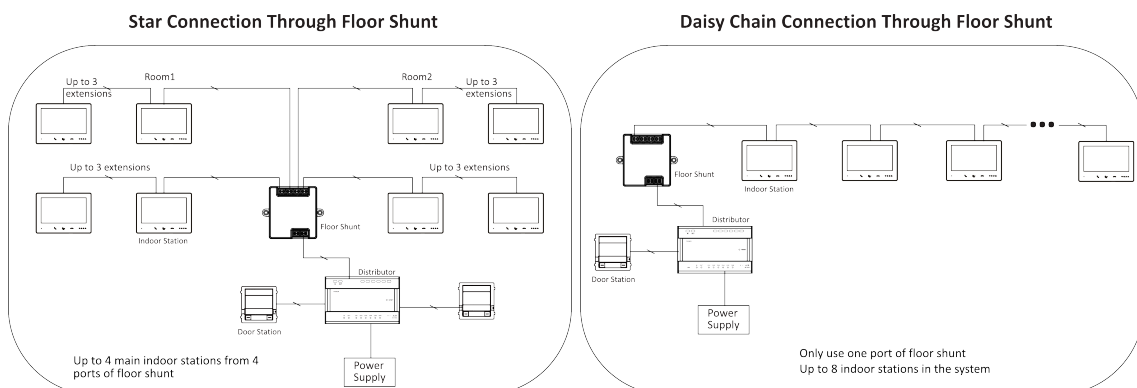 Star Connection Through Floor Shunt
Up to 3
extensions
Room1
Room2
Up to 3
extensions
Up to 3 extensions
Up to 3 extensions
Indoor Station
Floor Shunt
Distributor
Door Station
Power
Supply
Up to 4 main indoor stations from 4
ports of floor shunt
Daisy Chain Connection Through Floor Shunt
Floor Shunt
Indoor Station
Distributor
Door Station
Power
Supply
Only use one port of floor shunt
Up to 8 indoor stations in the system